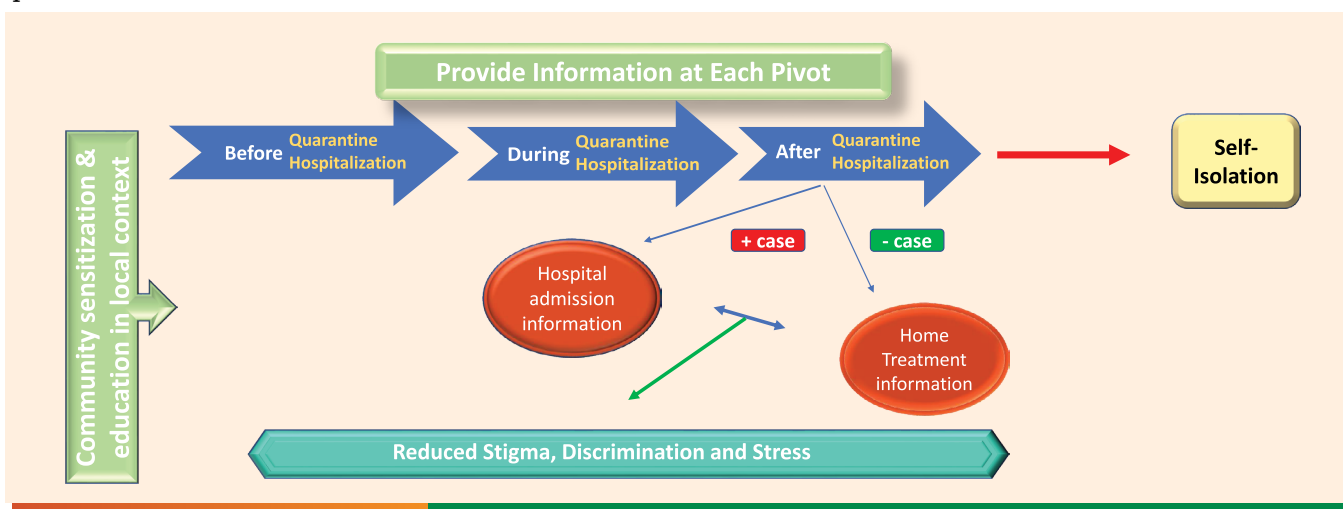 Provide Information at Each Pivot
Community sensitization &
education in local context
Before Quarantine
Hospitalization
During Quarantine
Hospitalization
After Quarantine
Hospitalization
Self-
Isolation
+ case
- case
Hospital
admission
information
Home
Treatment
information
Reduced Stigma, Discrimination and Stress